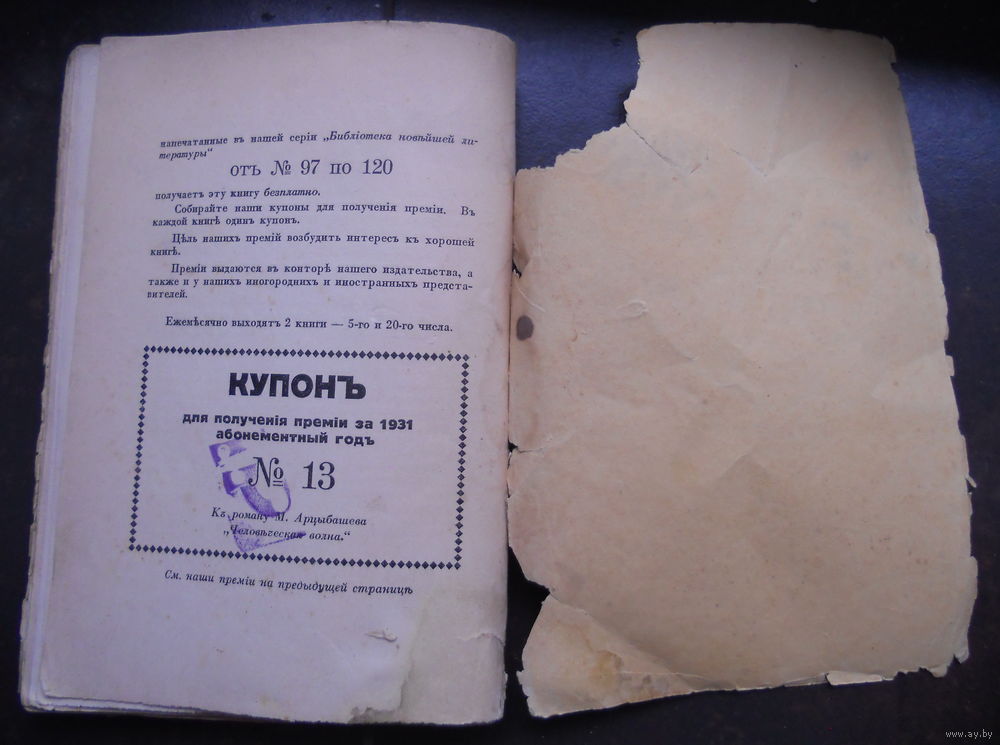 напечатанные въ нашей серіи „Библіотека новѣйшей ли-
тературы“
отъ № 97 по 120
получаетъ эту книгу безплатно.
Собирайте наши купоны для полученія преміи. Въ
каждой книгѣ одинъ купон.
Цѣль нашихъ премій возбудить интересъ къ хорошей
книгѣ.
Преміи выдаются въ конторѣ нашего издательства, а
также и у нашихъ иногороднихъ и иностранныхъ предста-
вителей.
Ежемѣсячно выходятъ 2 книги — 5-го и 20-го числа.
КУПОНЪ
для полученія преміи за 1931
абонементный годъ
№ 13
Къ роману М. Арцыбашева
„Человѣческая волна.“
См. наши преміи на предыдущей страницѣ
www.ay.by